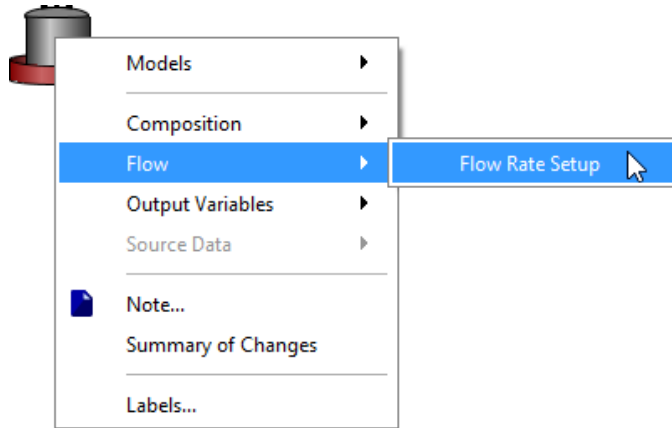 Models
Composition
Flow
Flow Rate Setup
Output Variables
Source Data
Note...
Summary of Changes
Labels...